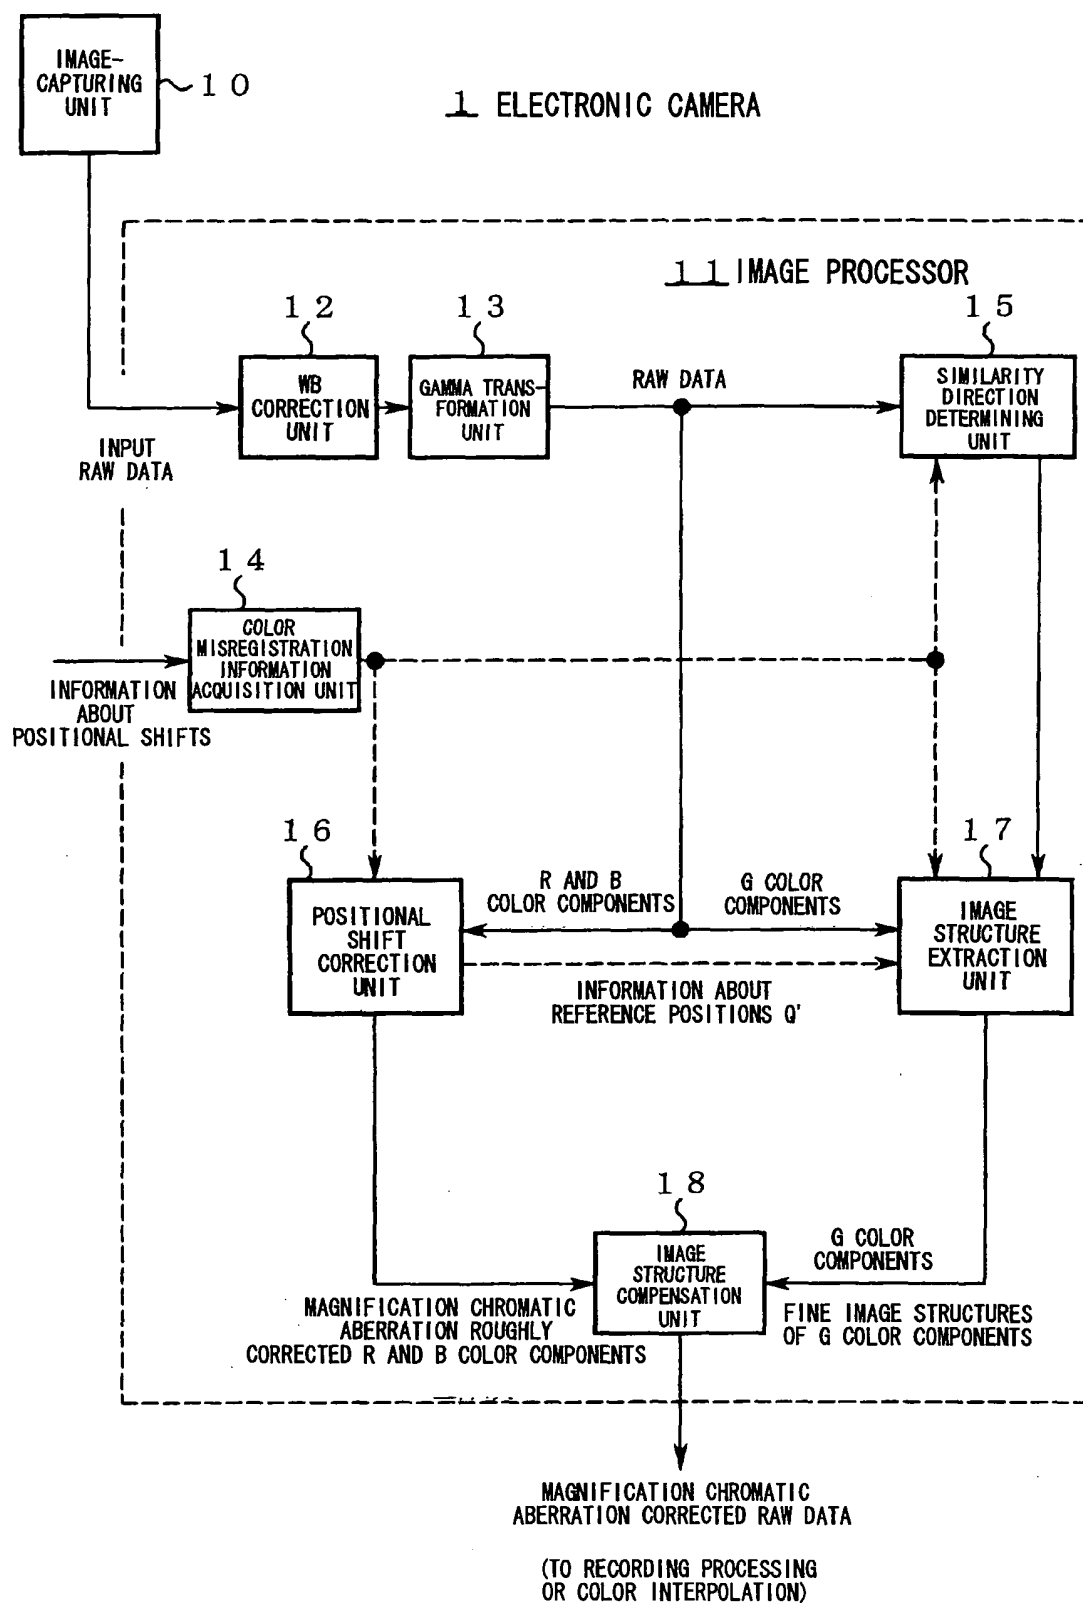 IMAGE-
CAPTURING
UNIT
10
1 ELECTRONIC CAMERA
11 IMAGE PROCESSOR
12
13
15
WB
CORRECTION
UNIT
GAMMA TRANS-
FORMATION
UNIT
RAW DATA
SIMILARITY
DIRECTION
DETERMINING
UNIT
INPUT
RAW DATA
14
COLOR
MISREGISTRATION
INFORMATION
ACQUISITION UNIT
INFORMATION
ABOUT
POSITIONAL SHIFTS
16
17
R AND B
COLOR COMPONENTS
G COLOR
COMPONENTS
POSITIONAL
SHIFT
CORRECTION
UNIT
IMAGE
STRUCTURE
EXTRACTION
UNIT
INFORMATION ABOUT
REFERENCE POSITIONS Q'
18
IMAGE
STRUCTURE
COMPENSATION
UNIT
G COLOR
COMPONENTS
MAGNIFICATION CHROMATIC
ABERRATION ROUGHLY
CORRECTED R AND B COLOR COMPONENTS
FINE IMAGE STRUCTURES
OF G COLOR COMPONENTS
MAGNIFICATION CHROMATIC
ABERRATION CORRECTED RAW DATA
(TO RECORDING PROCESSING
OR COLOR INTERPOLATION)